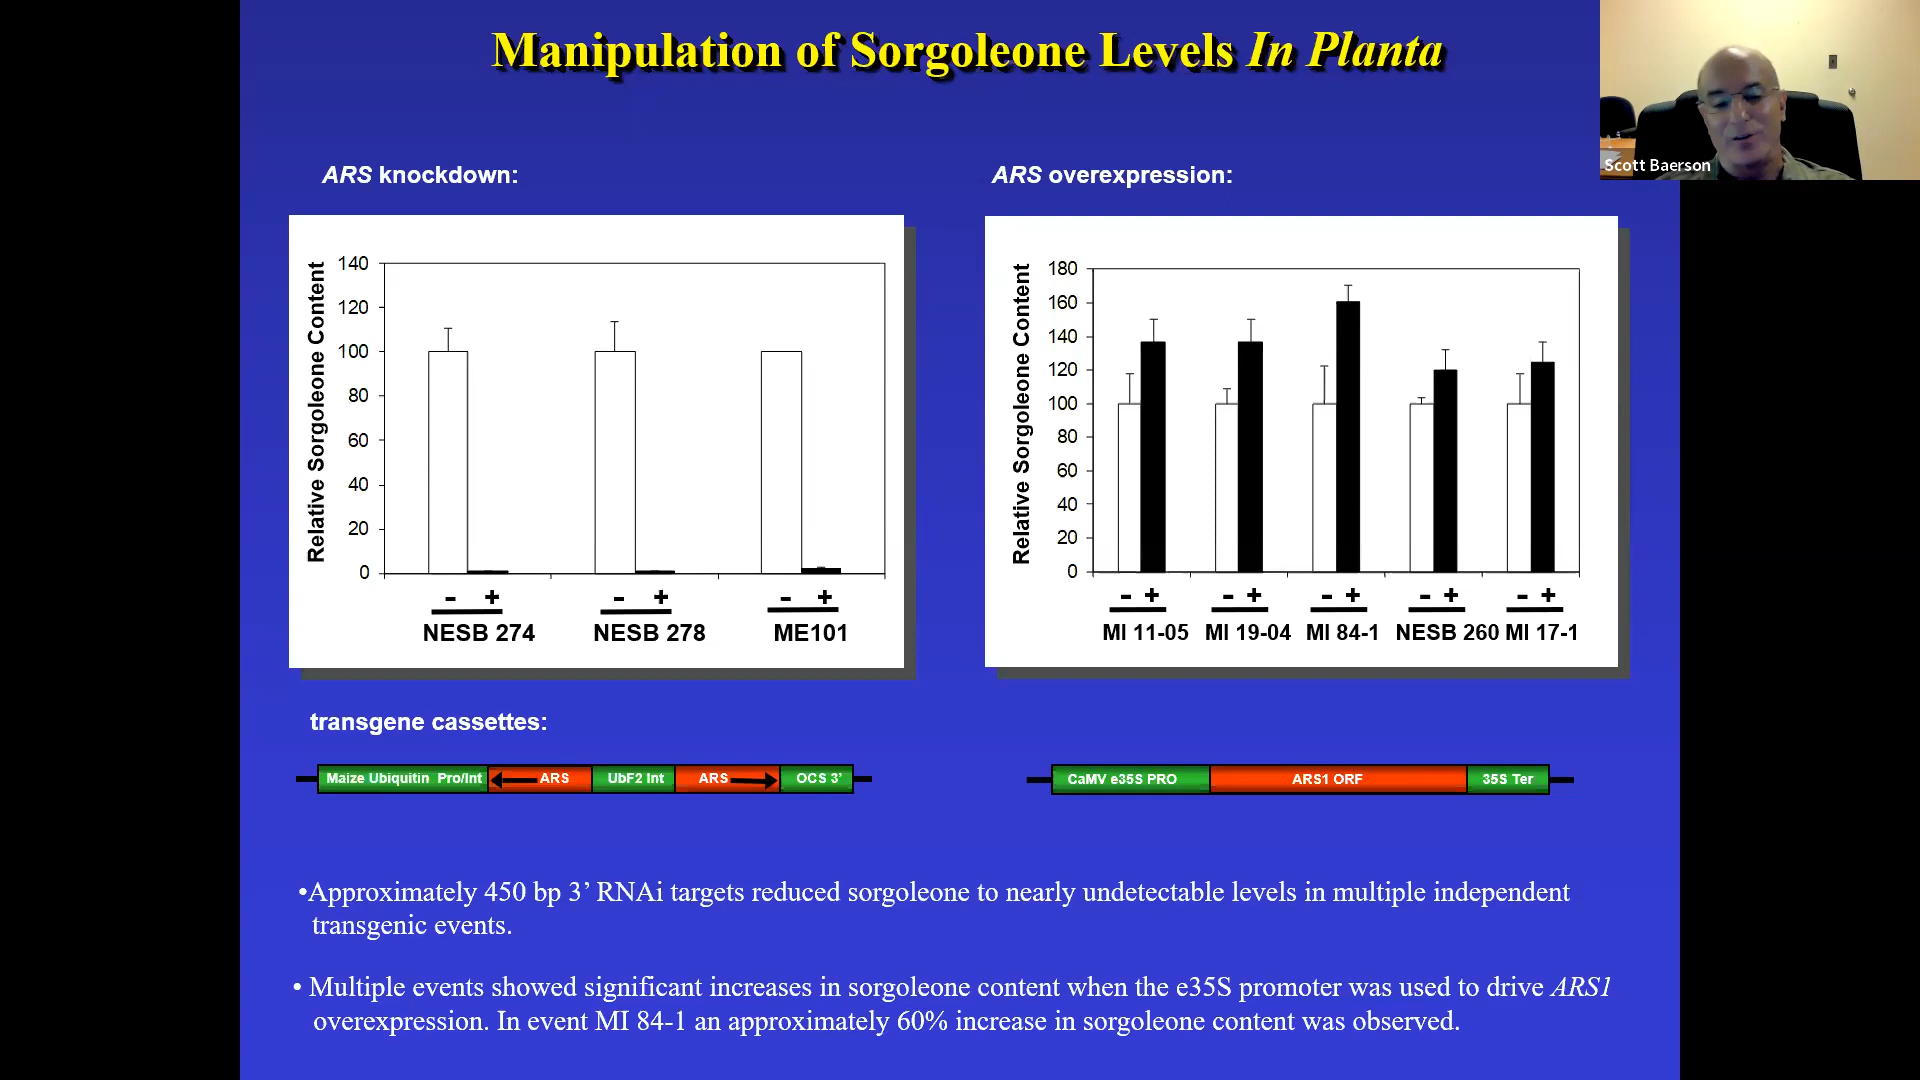 Manipulation of Sorgoleone Levels In Planta
Scott Baerson
ARS knockdown:
Relative Sorgoleone Content
140
120
100
80
60
40
20
0
- +
- +
- +
NESB 274
NESB 278
ME101
ARS overexpression:
Relative Sorgoleone Content
180
160
140
120
100
80
60
40
20
0
- +
- +
- +
- +
- +
MI 11-05
MI 19-04
MI 84-1
NESB 260
MI 17-1
transgene cassettes:
Maize Ubiquitin Pro/Int
ARS
UbF2 Int
ARS
OCS 3’
CaMV e35S PRO
ARS1 ORF
35S Ter
•Approximately 450 bp 3’ RNAi targets reduced sorgoleone to nearly undetectable levels in multiple independent
transgenic events.
• Multiple events showed significant increases in sorgoleone content when the e35S promoter was used to drive ARS1
overexpression. In event MI 84-1 an approximately 60% increase in sorgoleone content was observed.